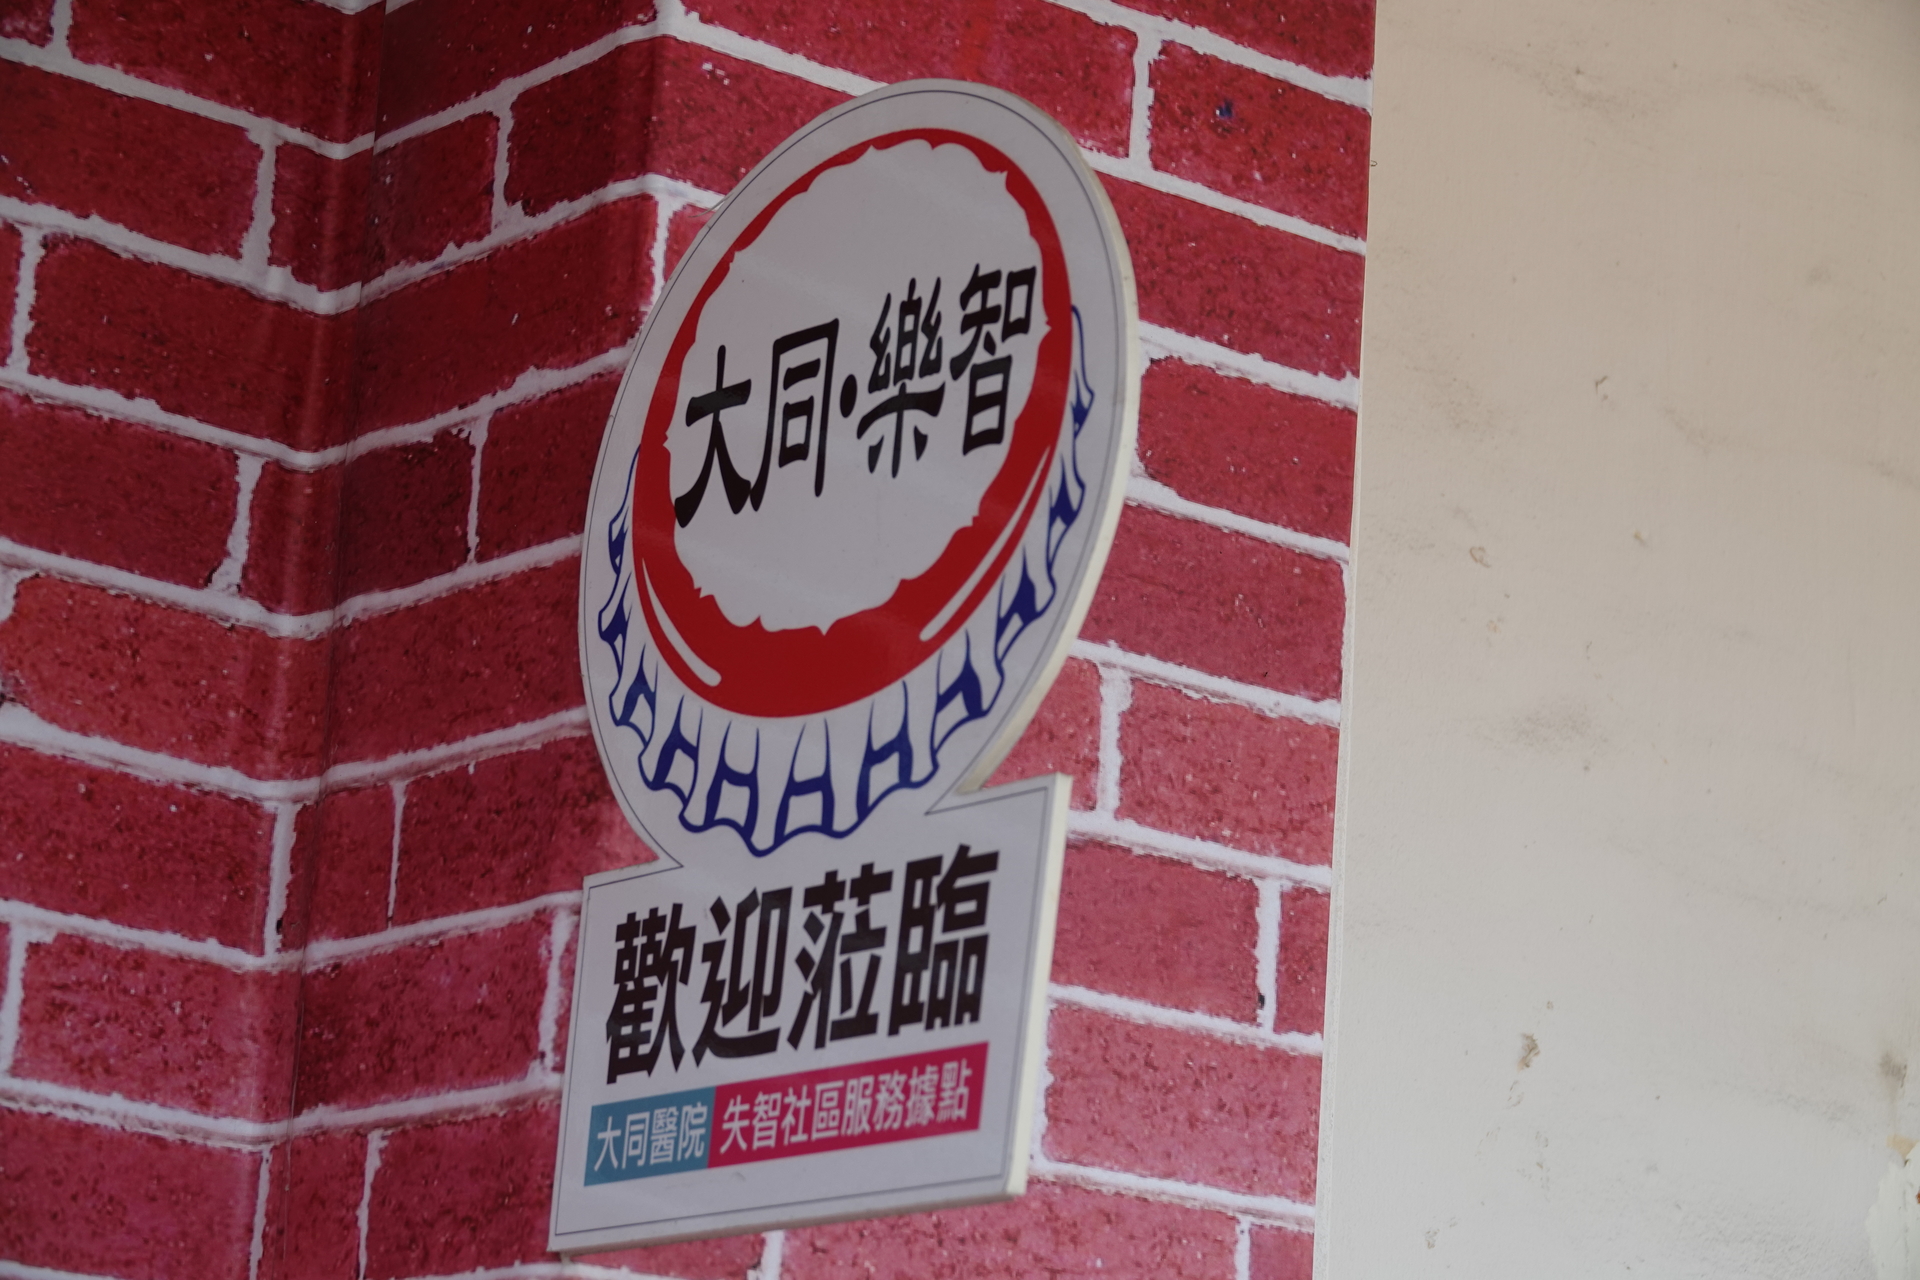 大同·樂智
歡迎蒞臨
大同醫院 失智社區服務據點